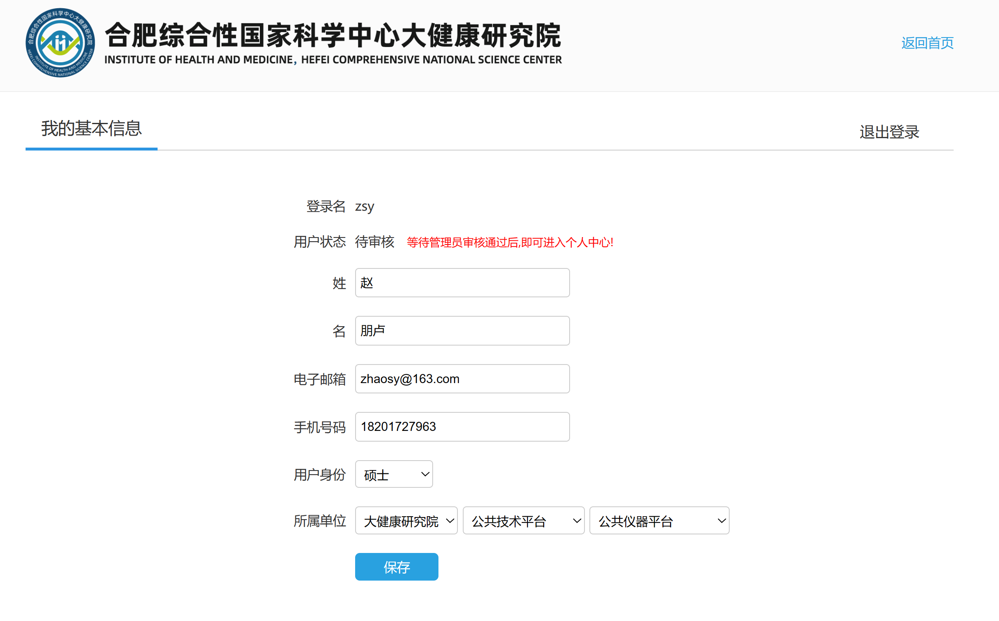 合肥综合性国家科学中心大健康研究院
INSTITUTE OF HEALTH AND MEDICINE, HEFEI COMPREHENSIVE NATIONAL SCIENCE CENTER
合肥综合性国家科学中心大健康研究院
INSTITUTE OF HEALTH AND MEDICINE，HEFEI COMPREHENSIVE NATIONAL SCIENCE CENTER
返回首页
我的基本信息
退出登录
登录名 zsy
用户状态 待审核 等待管理员审核通过后,即可进入个人中心!
姓 赵
名 朋卢
电子邮箱 zhaosy@163.com
手机号码 18201727963
用户身份 硕士
所属单位 大健康研究院 公共技术平台 公共仪器平台
保存